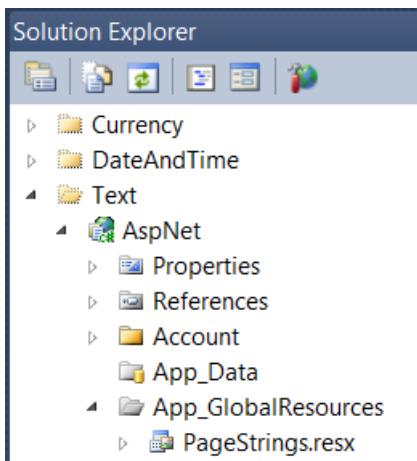 Solution Explorer
Currency
DateAndTime
Text
AspNet
Properties
References
Account
App_Data
App_GlobalResources
PageStrings.resx